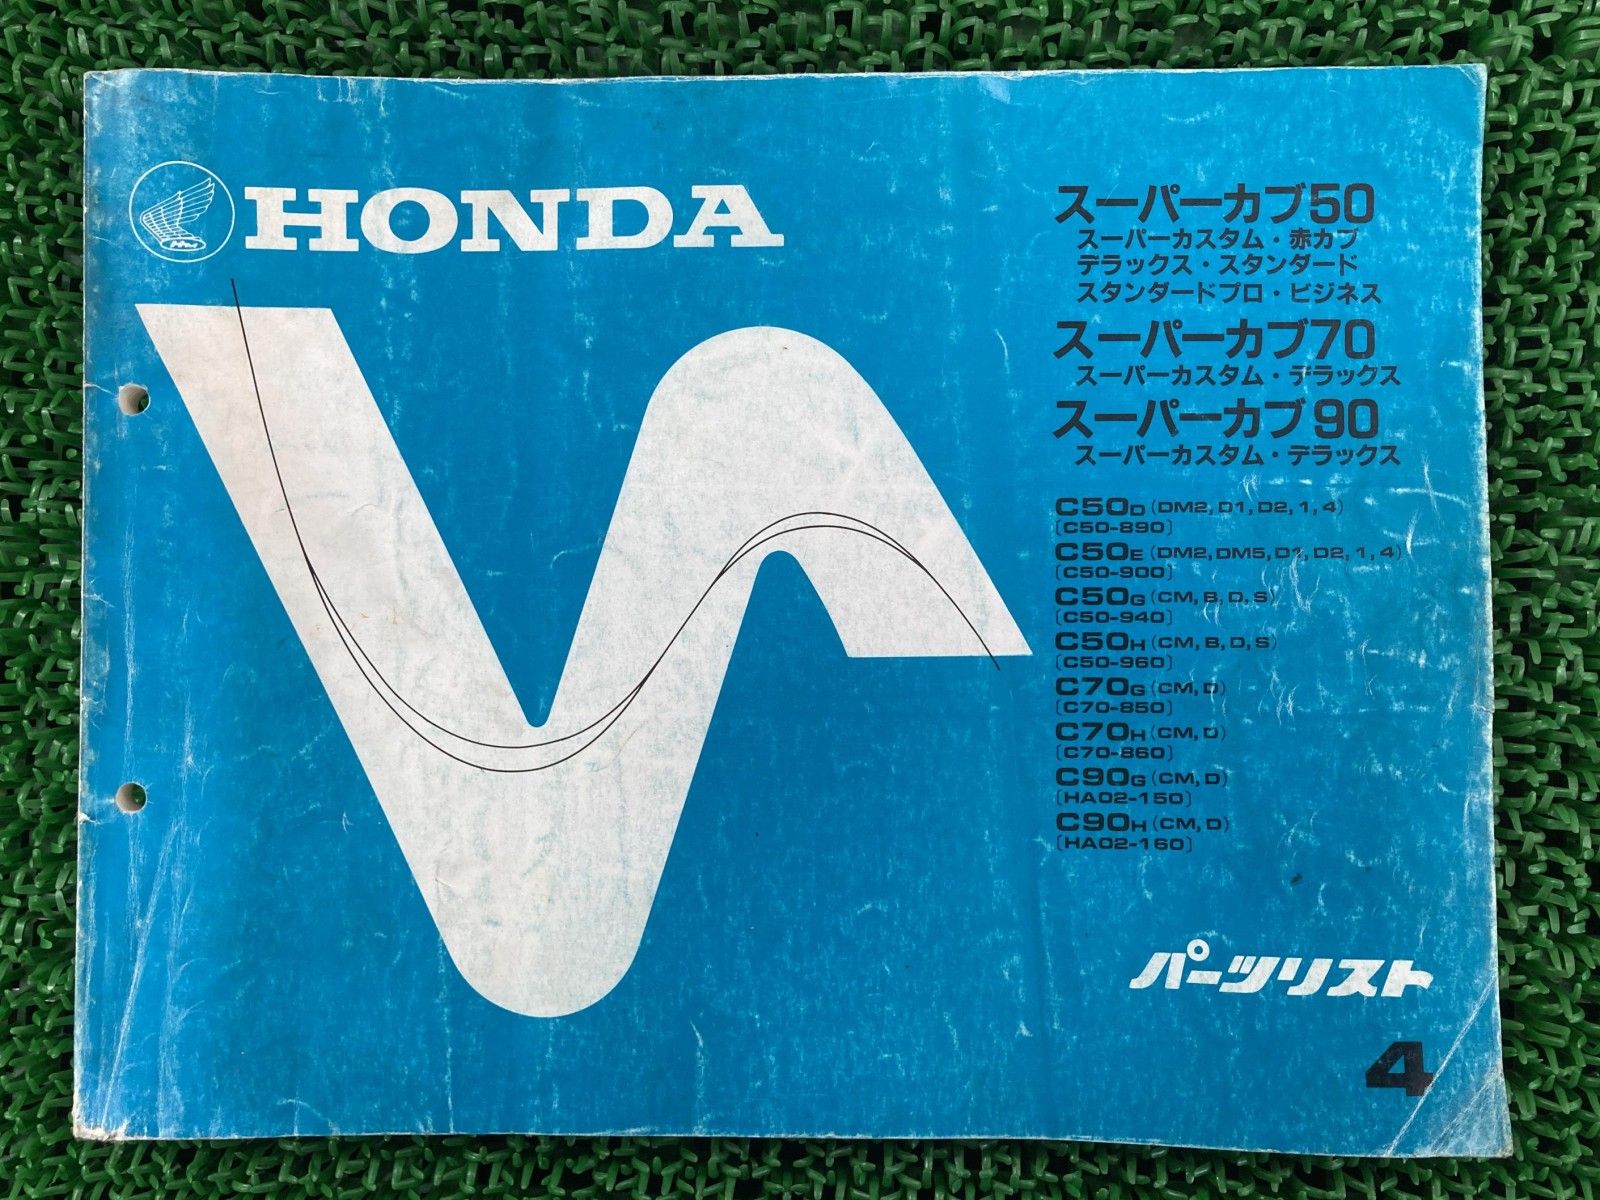 HONDA
スーパーカブ50
スーパーカスタム・赤カブ
デラックス・スタンダード
スタンダードプロ・ビジネス
スーパーカブ70
スーパーカスタム・デラックス
スーパーカブ90
スーパーカスタム・デラックス
C50D (DM2, D1, D2, 1, 4)
[C50-890]
C50E (DM2, DM5, D1, D2, 1, 4)
[C50-900]
C50G (CM, B, D, S)
[C50-940]
C50H (CM, B, D, S)
[C50-960]
C70G (CM, D)
[C70-850]
C70H (CM, D)
[C70-860]
C90G (CM, D)
[HA02-150]
C90H (CM, D)
[HA02-160]
パーツリスト
4